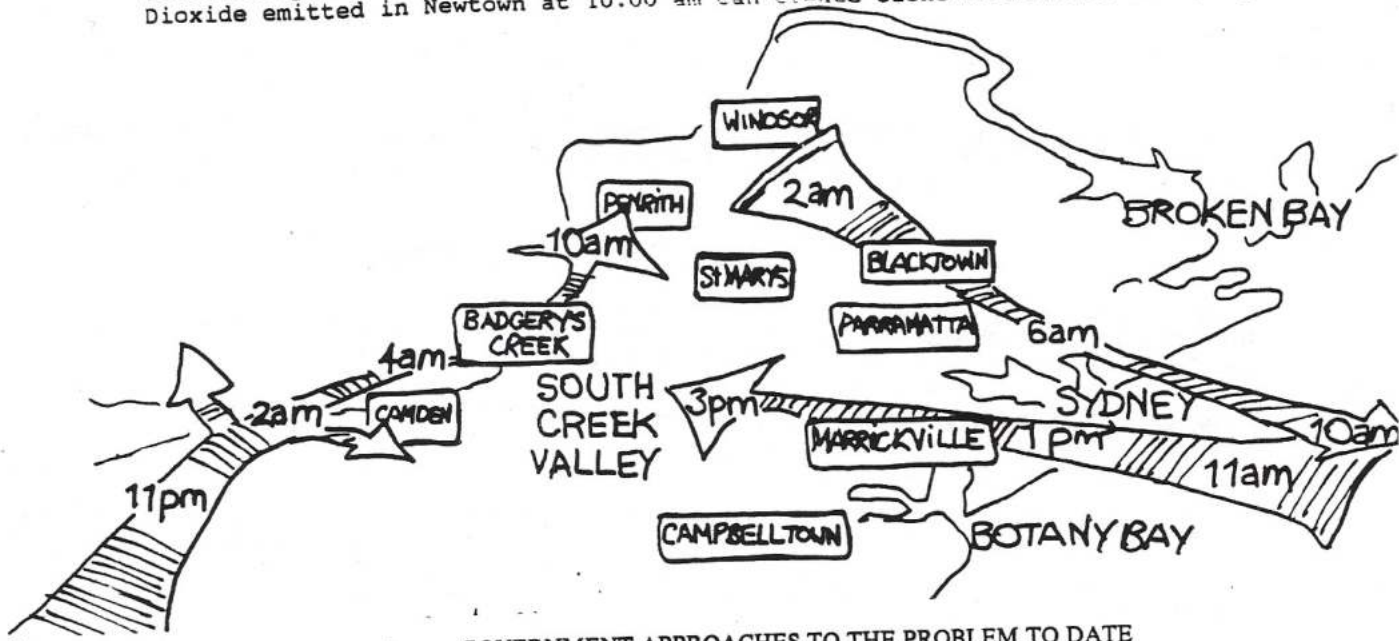 Dioxide emitted in Newtown at 10.00 am can
WINDSOR
2am
PENRITH
BROKEN BAY
10am
BLACKTOWN
St MARYS
BADGERY'S
CREEK
PARRAMATTA
6am
4am
SOUTH
CREEK
VALLEY
3pm
SYDNEY
2am
CAMDEN
10am
MARRICKVILLE
1pm
11am
11pm
CAMPBELLTOWN
BOTANY BAY
GOVERNMENT APPROACHES TO THE PROBLEM TO DATE